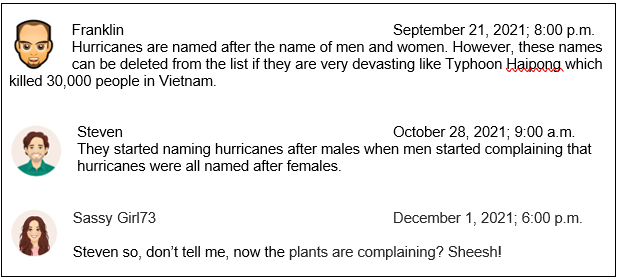 Franklin September 21, 2021; 8:00 p.m.
Hurricanes are named after the name of men and women. However, these names
can be deleted from the list if they are very devasting like Typhoon Haipong which
killed 30,000 people in Vietnam.
Steven October 28, 2021; 9:00 a.m.
They started naming hurricanes after males when men started complaining that
hurricanes were all named after females.
Sassy Girl73 December 1, 2021; 6:00 p.m.
Steven so, don’t tell me, now the plants are complaining? Sheesh!